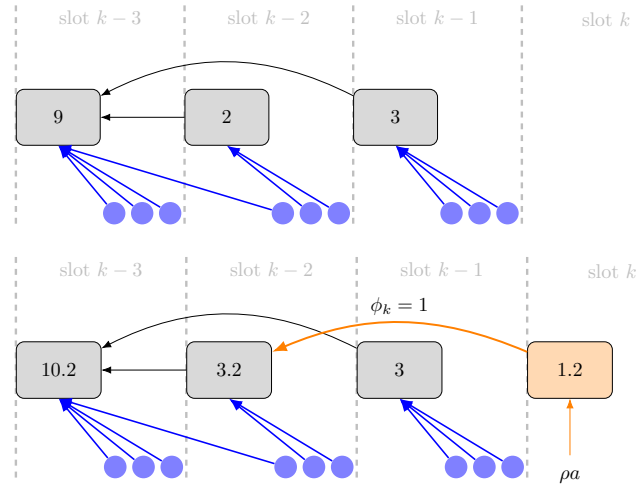 slot k − 3 slot k − 2 slot k − 1 slot k
9 2 3
slot k − 3 slot k − 2 slot k − 1 slot k
ϕk = 1
10.2 3.2 3 1.2
ρa